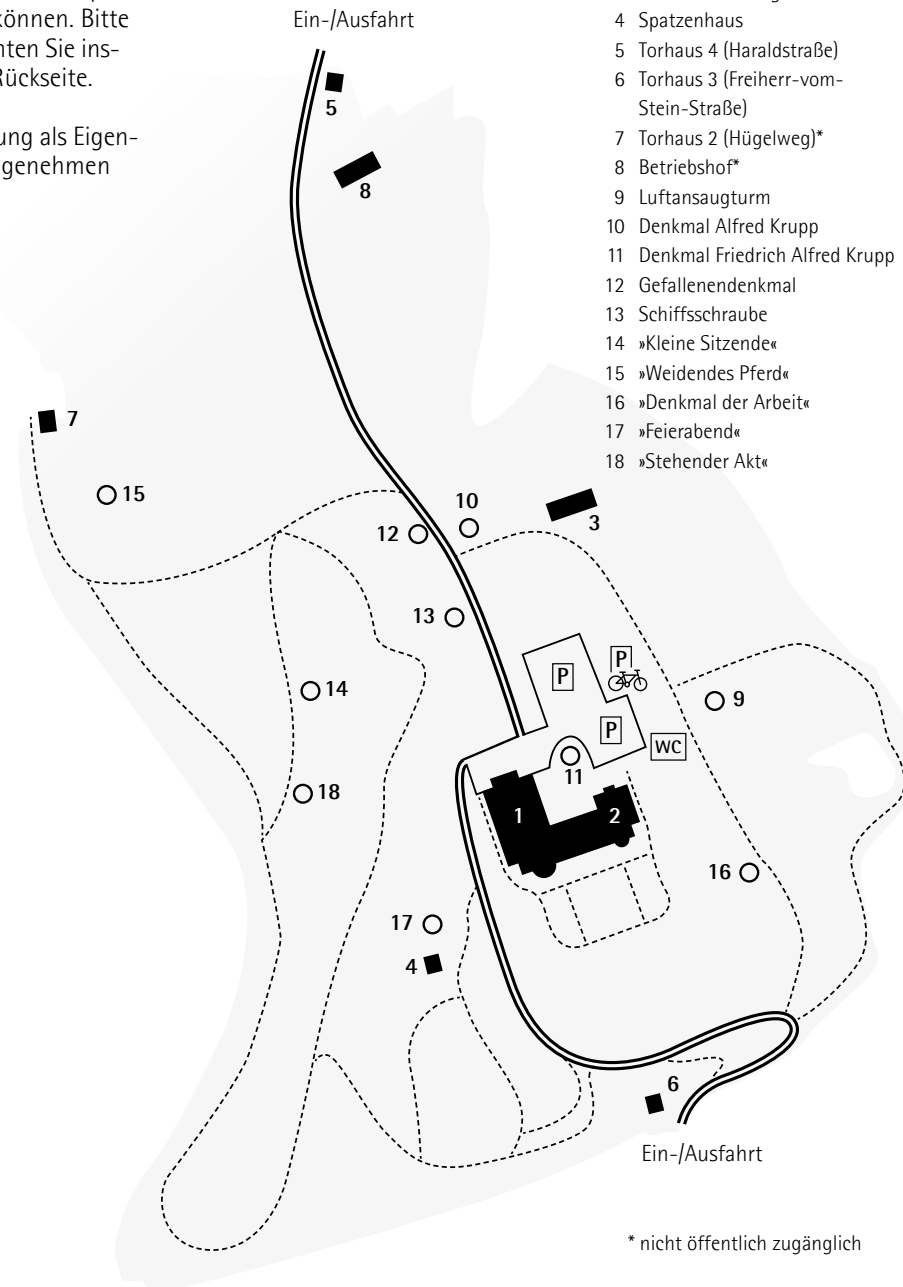 können. Bitte
nten Sie ins-
Rückseite.
ung als Eigen-
genehmen
Ein-/Ausfahrt
4 Spatzenhaus
5 Torhaus 4 (Haraldstraße)
6 Torhaus 3 (Freiherr-vom-
Stein-Straße)
7 Torhaus 2 (Hügelweg)*
8 Betriebshof*
9 Luftansaugturm
10 Denkmal Alfred Krupp
11 Denkmal Friedrich Alfred Krupp
12 Gefallenendenkmal
13 Schiffsschraube
14 »Kleine Sitzende«
15 »Weidendes Pferd«
16 »Denkmal der Arbeit«
17 »Feierabend«
18 »Stehender Akt«
5
8
7
15
10
12
3
13
14
P
P
9
P
WC
11
18
1
2
16
17
4
6
Ein-/Ausfahrt
* nicht öffentlich zugänglich